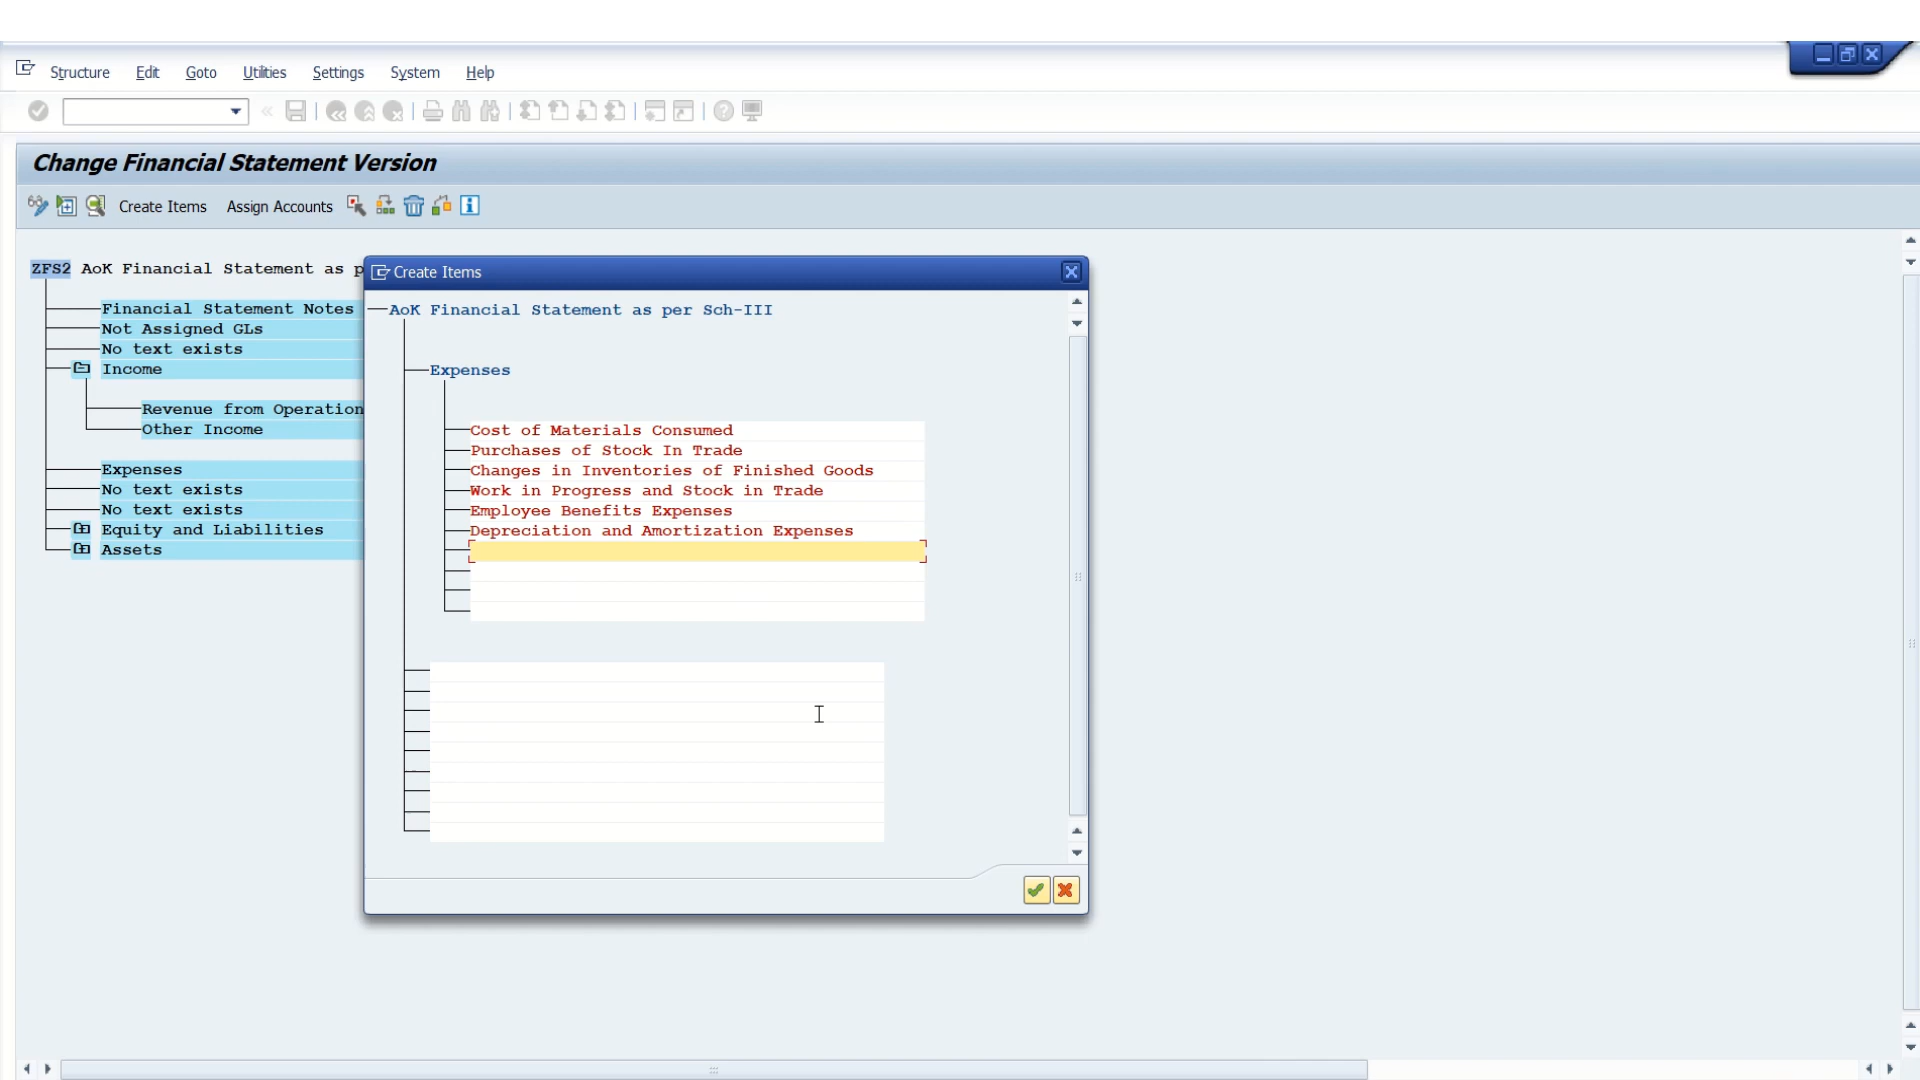 Structure Edit Goto Utilities Settings System Help
Change Financial Statement Version
Create Items Assign Accounts
ZFS2 AoK Financial Statement as p
Financial Statement Notes
Not Assigned GLs
No text exists
Income
Revenue from Operation
Other Income
Expenses
No text exists
No text exists
Equity and Liabilities
Assets
Create Items
AoK Financial Statement as per Sch-III
Expenses
Cost of Materials Consumed
Purchases of Stock In Trade
Changes in Inventories of Finished Goods
Work in Progress and Stock in Trade
Employee Benefits Expenses
Depreciation and Amortization Expenses